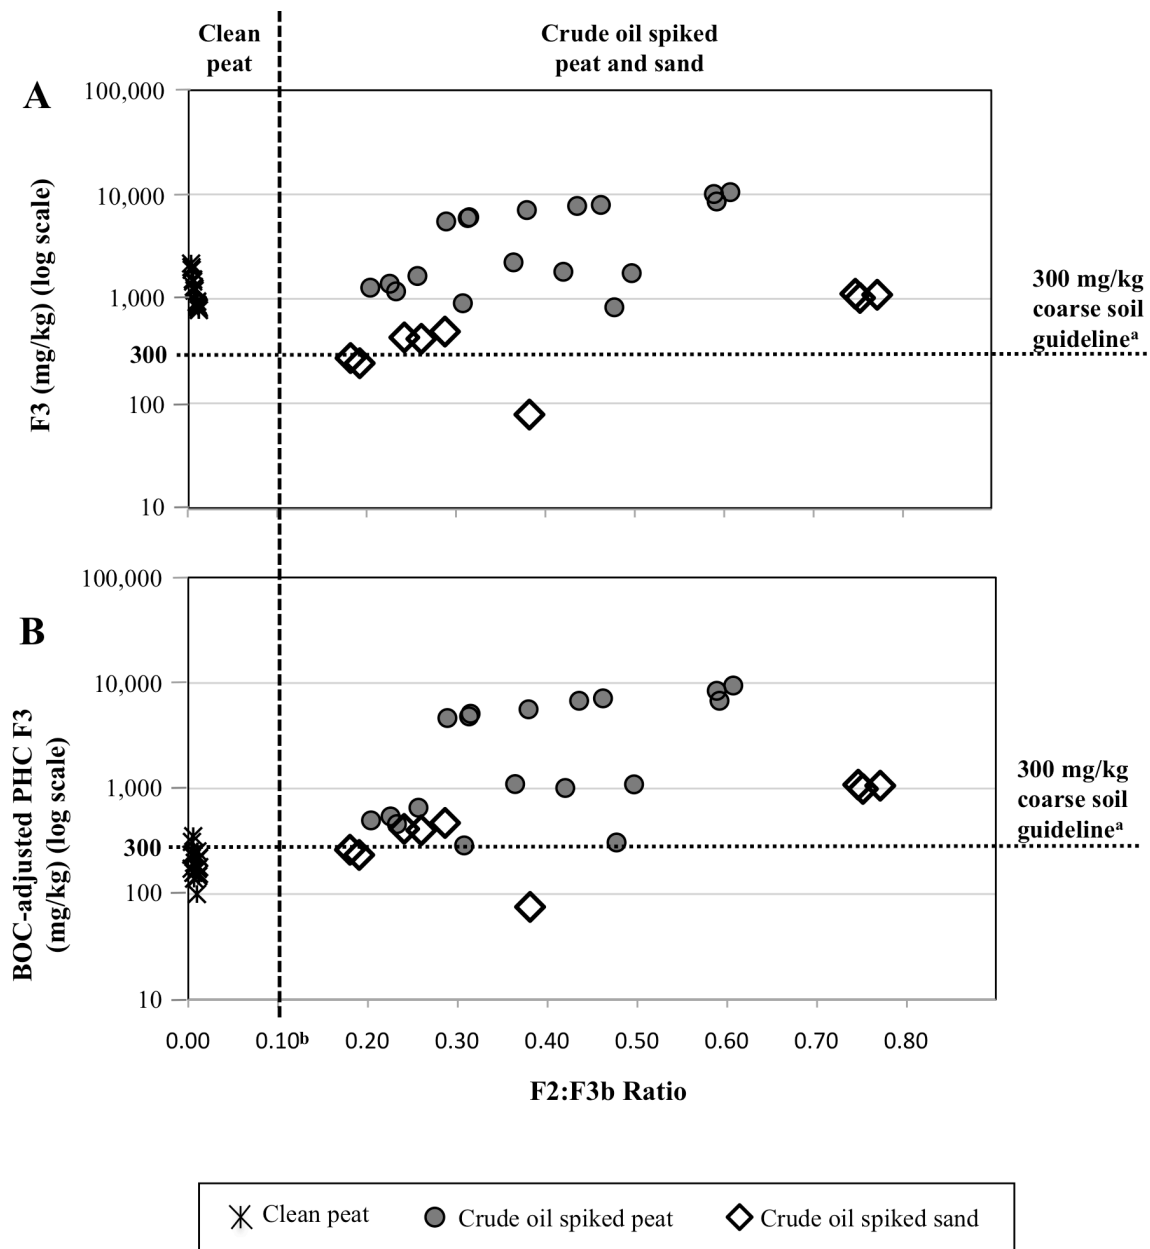 Clean
peat
Crude oil spiked
peat and sand
A
100,000
10,000
1,000
300
100
10
F3 (mg/kg) (log scale)
300 mg/kg
coarse soil
guidelineᵃ
B
100,000
10,000
1,000
300
100
10
BOC-adjusted PHC F3
(mg/kg) (log scale)
300 mg/kg
coarse soil
guidelineᵃ
0.00 0.10ᵇ 0.20 0.30 0.40 0.50 0.60 0.70 0.80
F2:F3b Ratio
Clean peat Crude oil spiked peat Crude oil spiked sand